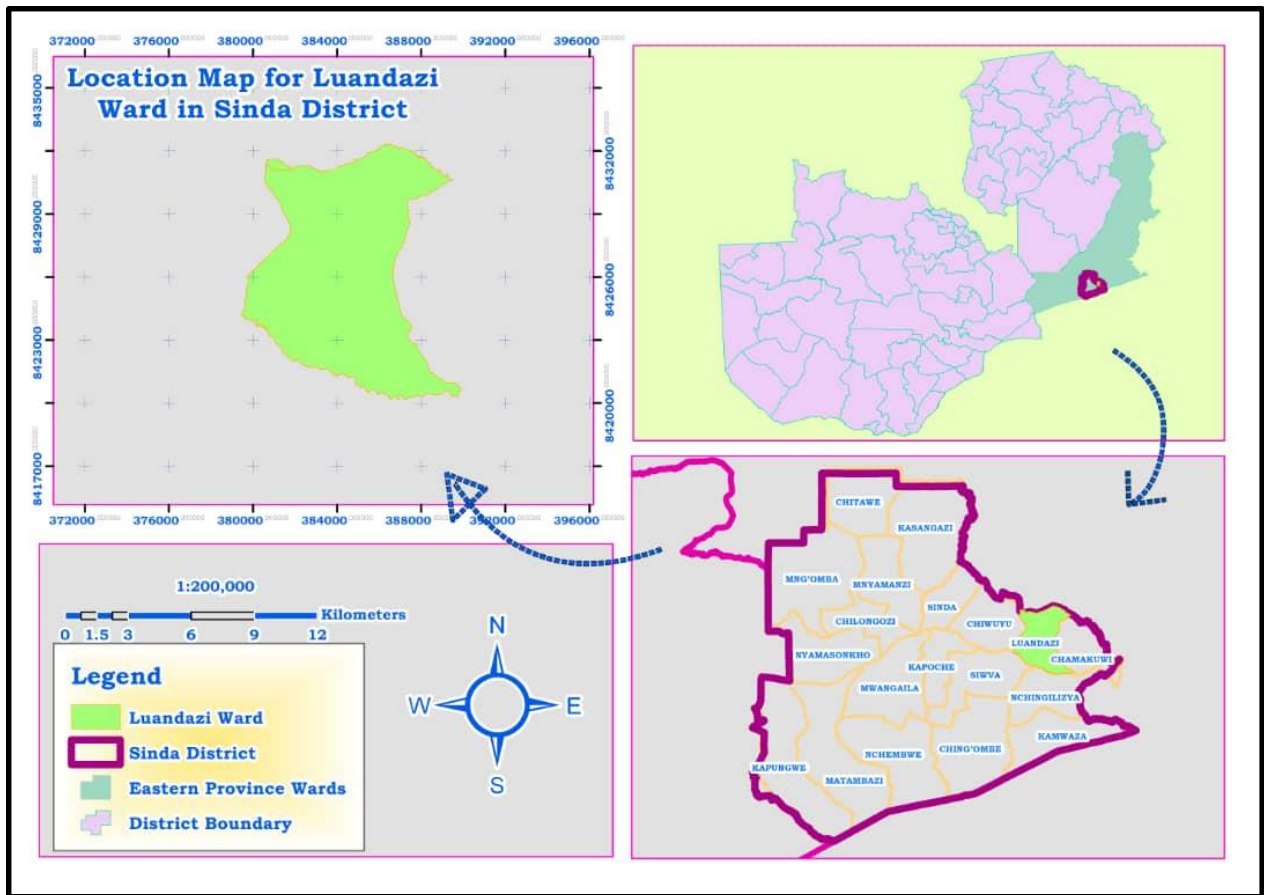 372000 376000 380000 384000 388000 392000 396000
Location Map for Luandazi
Ward in Sinda District
8435000
8432000
8429000
8426000
8423000
8420000
8417000
372000 376000 380000 384000 388000 392000 396000
1:200,000
Kilometers
0 1.5 3 6 9 12
Legend
Luandazi Ward
Sinda District
Eastern Province Wards
District Boundary
N
W E
S
CHITAWE
KASANGAZI
MNG'OMBA
MNYAMANZI
SINDA
CHILONGOZI
CHIWUYU
LUANDAZI
NYAMASONKHO
CHAMAKUWI
KAPOCHE
SIWVA
MWANGAILA
NCHINGILIZYA
KAMWAZA
CHING'OMBE
NCHEMBWE
KAPUNGWE
MATAMBAZI